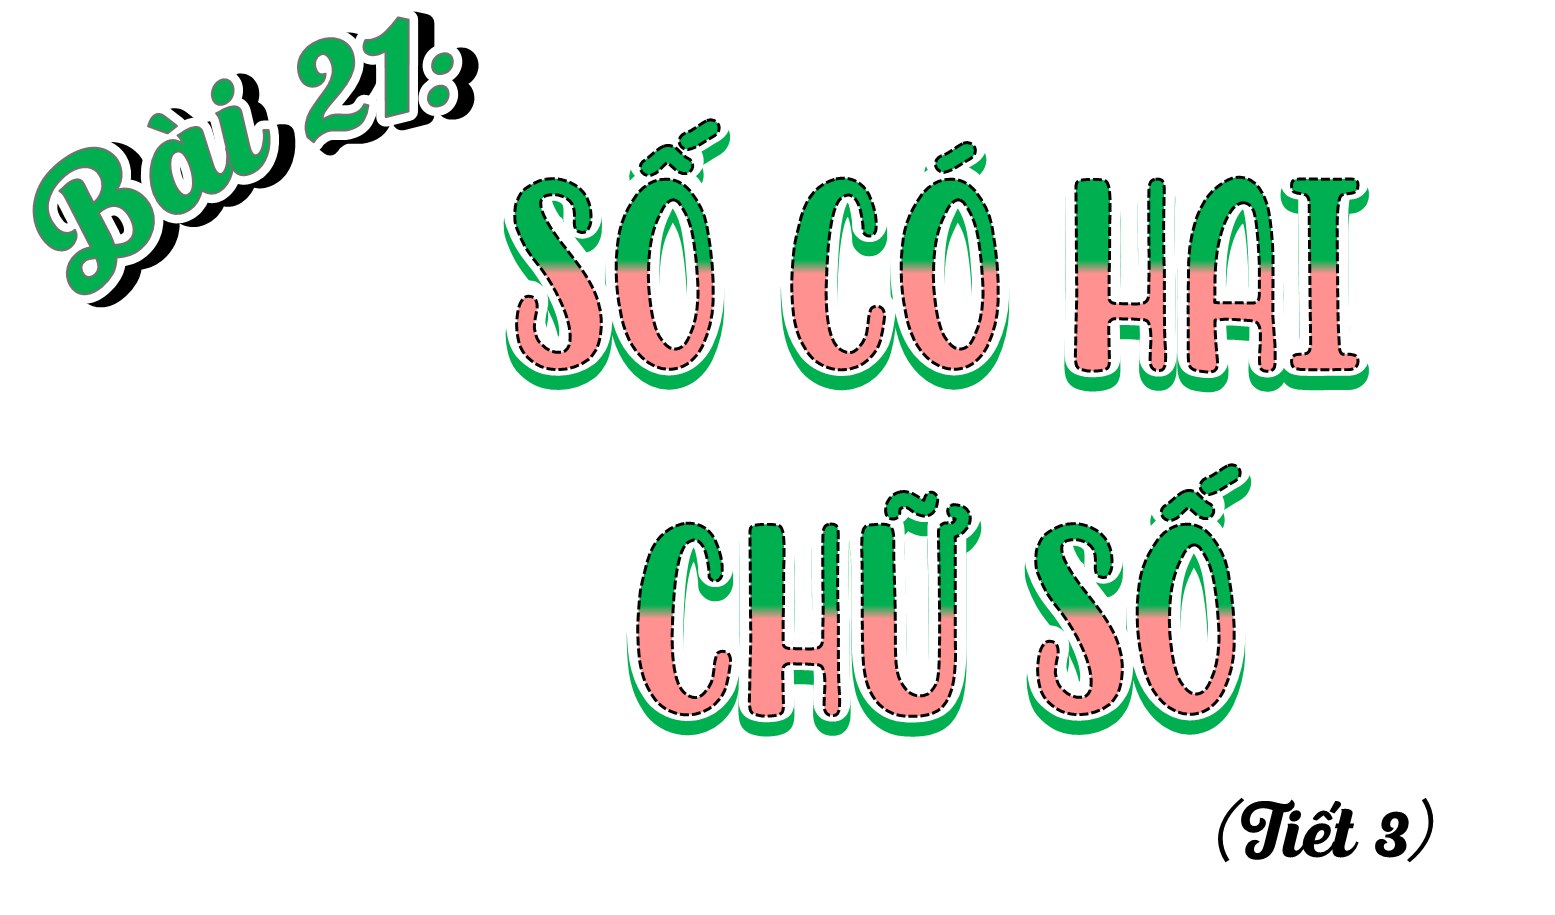 Bài 21:
SỐ CÓ HAI
CHỮ SỐ
(Tiết 3)